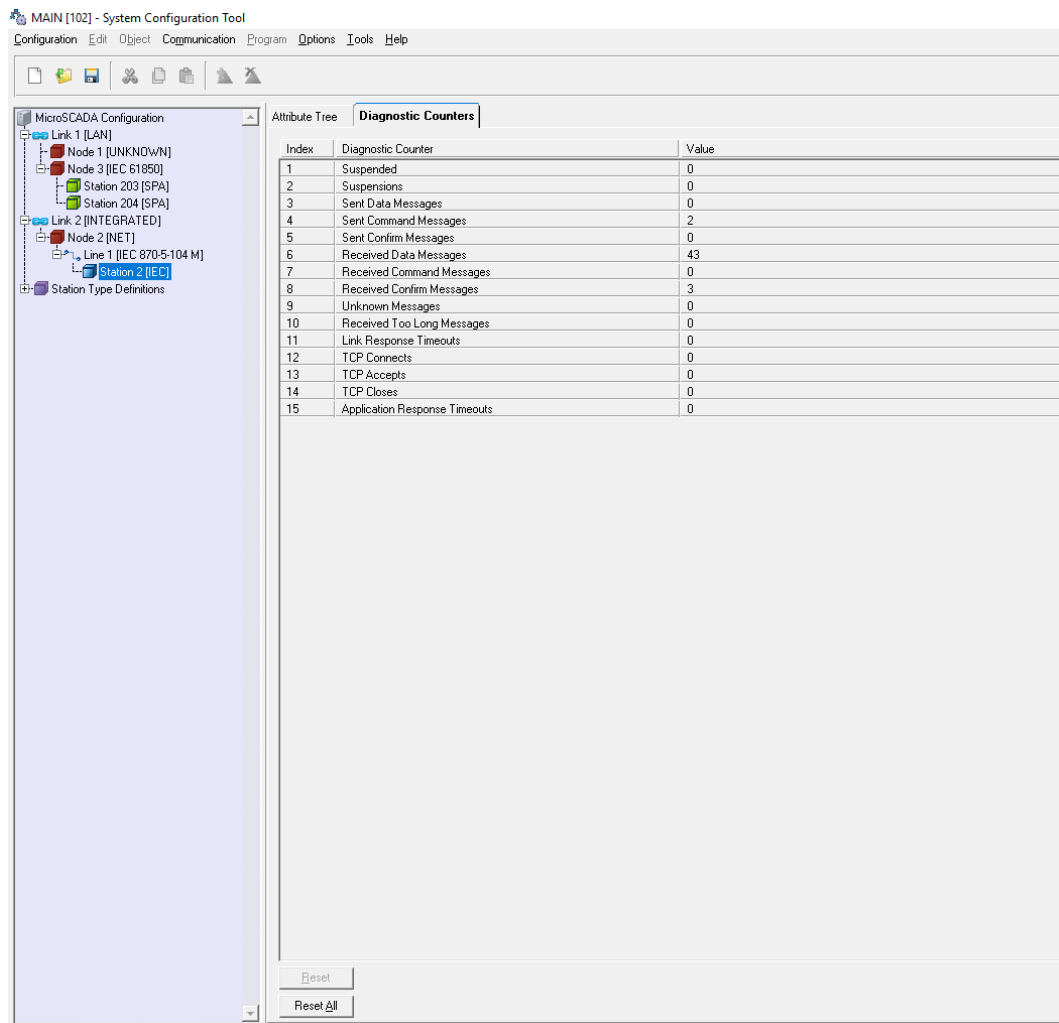 MAIN [102] - System Configuration Tool
Configuration Edit Object Communication Program Options Tools Help
MicroSCADA Configuration
Link 1 [LAN]
Node 1 [UNKNOWN]
Node 3 [IEC 61850]
Station 203 [SPA]
Station 204 [SPA]
Link 2 [INTEGRATED]
Node 2 [NET]
Line 1 [IEC 870-5-104 M]
Station 2 [IEC]
Station Type Definitions
Attribute Tree Diagnostic Counters
Index Diagnostic Counter Value
1 Suspended 0
2 Suspensions 0
3 Sent Data Messages 0
4 Sent Command Messages 2
5 Sent Confirm Messages 0
6 Received Data Messages 43
7 Received Command Messages 0
8 Received Confirm Messages 3
9 Unknown Messages 0
10 Received Too Long Messages 0
11 Link Response Timeouts 0
12 TCP Connects 0
13 TCP Accepts 0
14 TCP Closes 0
15 Application Response Timeouts 0
Reset
Reset All